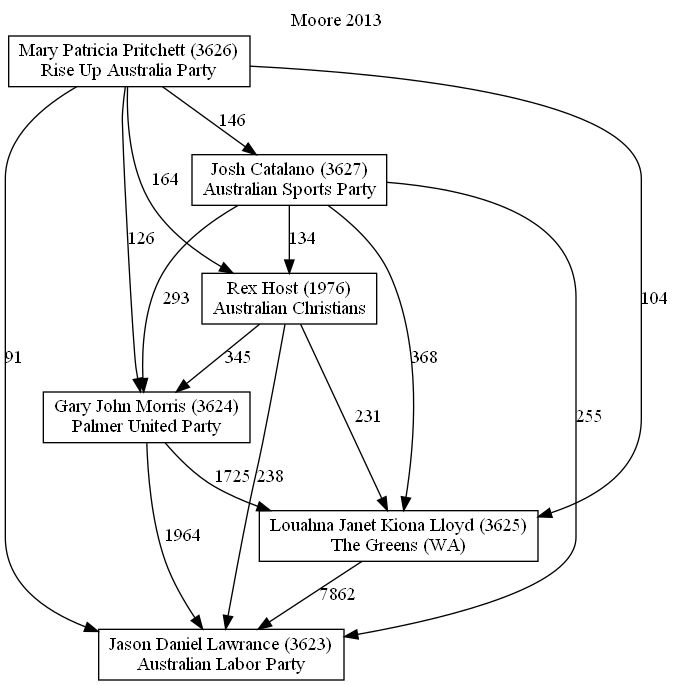 Moore 2013
Mary Patricia Pritchett (3626)
Rise Up Australia Party
146
Josh Catalano (3627)
Australian Sports Party
164
126
134
293
Rex Host (1976)
Australian Christians
104
91
345
368
Gary John Morris (3624)
Palmer United Party
231
255
1725
238
1964
Louahna Janet Kiona Lloyd (3625)
The Greens (WA)
7862
Jason Daniel Lawrance (3623)
Australian Labor Party